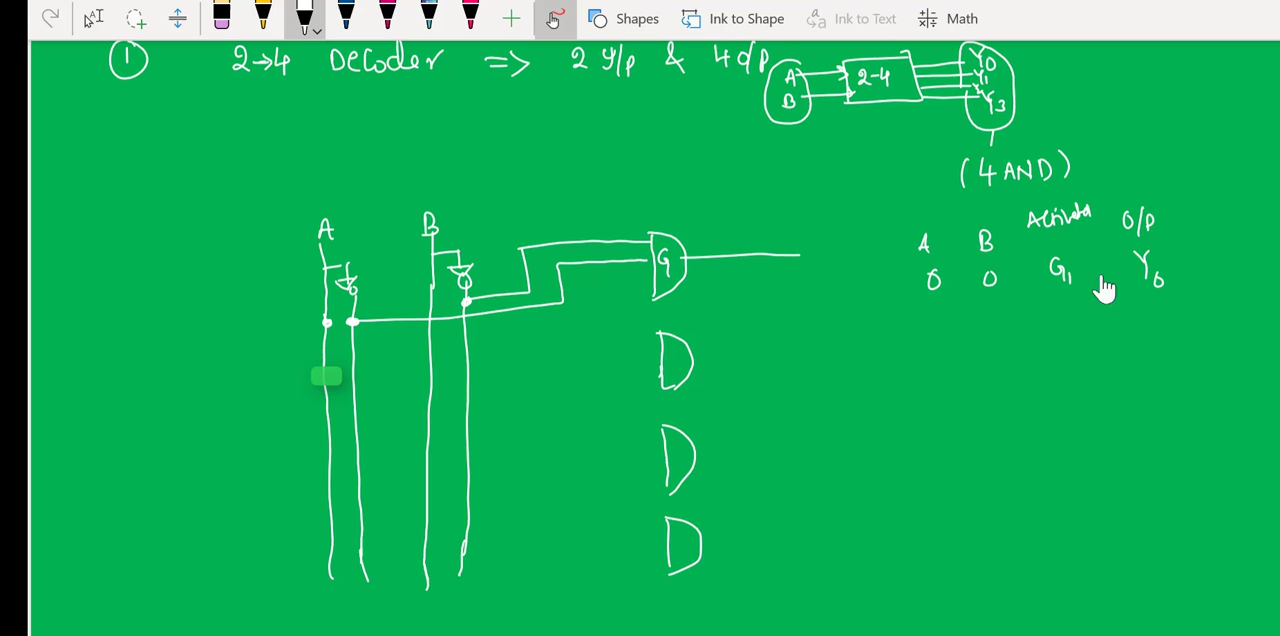 Shapes Ink to Shape Ink to Text Math
① 2→4 Decoder => 2 I/p & 4 o/p
A B 2-4 Y0 Y1 Y3
(4 AND)
A B Activated O/P
0 0 G1 Y0
A B
G